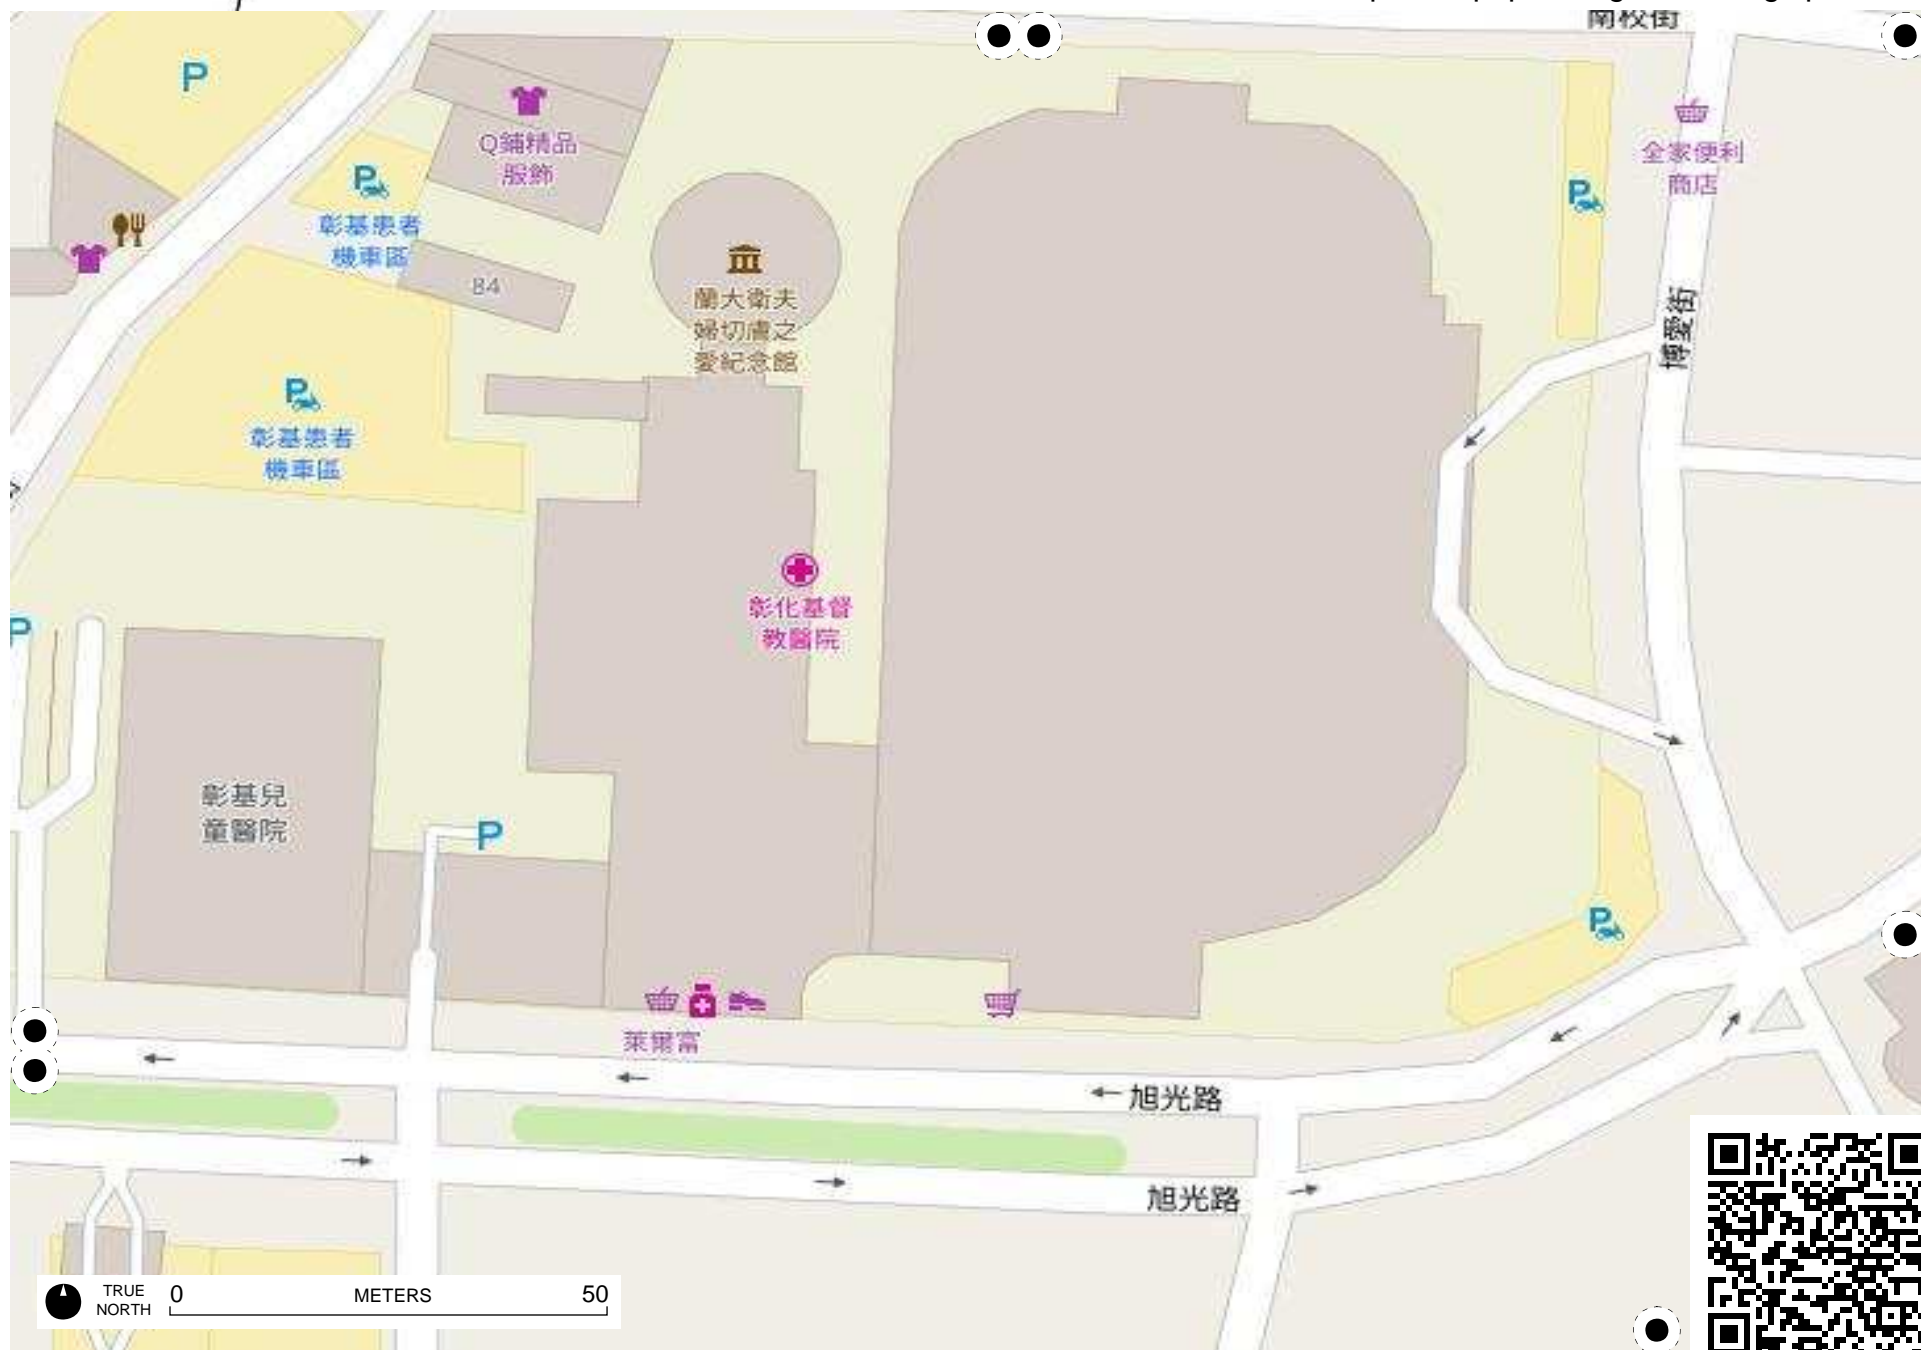 南校街
P
Q鋪精品
服飾
全家便利
商店
P
P
彰基患者
機車區
84
蘭大衛夫
婦切膚之
愛紀念館
博愛街
P
彰基患者
機車區
彰化基督
教醫院
P
彰基兒
童醫院
P
P
萊爾富
旭光路
旭光路
TRUE
NORTH
0 METERS 50